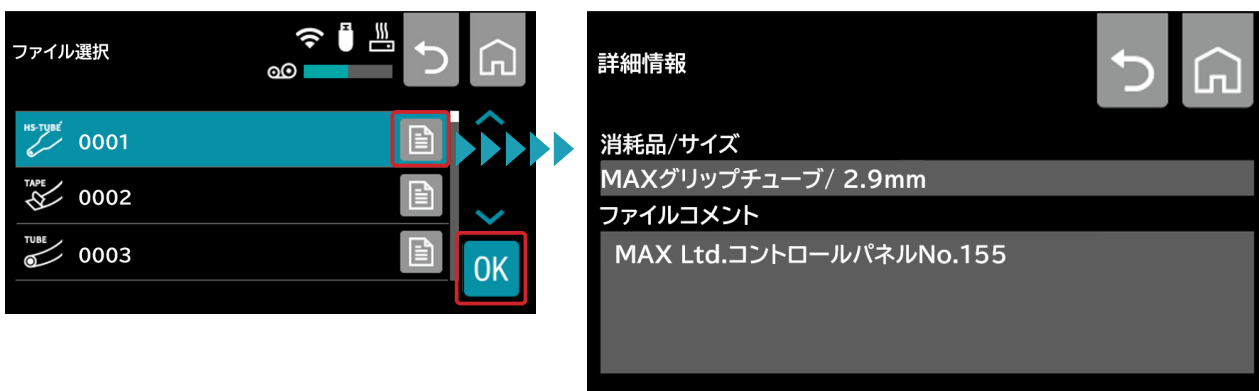 ファイル選択
HS-TUBE
0001
TAPE
0002
TUBE
0003
OK
詳細情報
消耗品/サイズ
MAXグリップチューブ/ 2.9mm
ファイルコメント
MAX Ltd.コントロールパネルNo.155